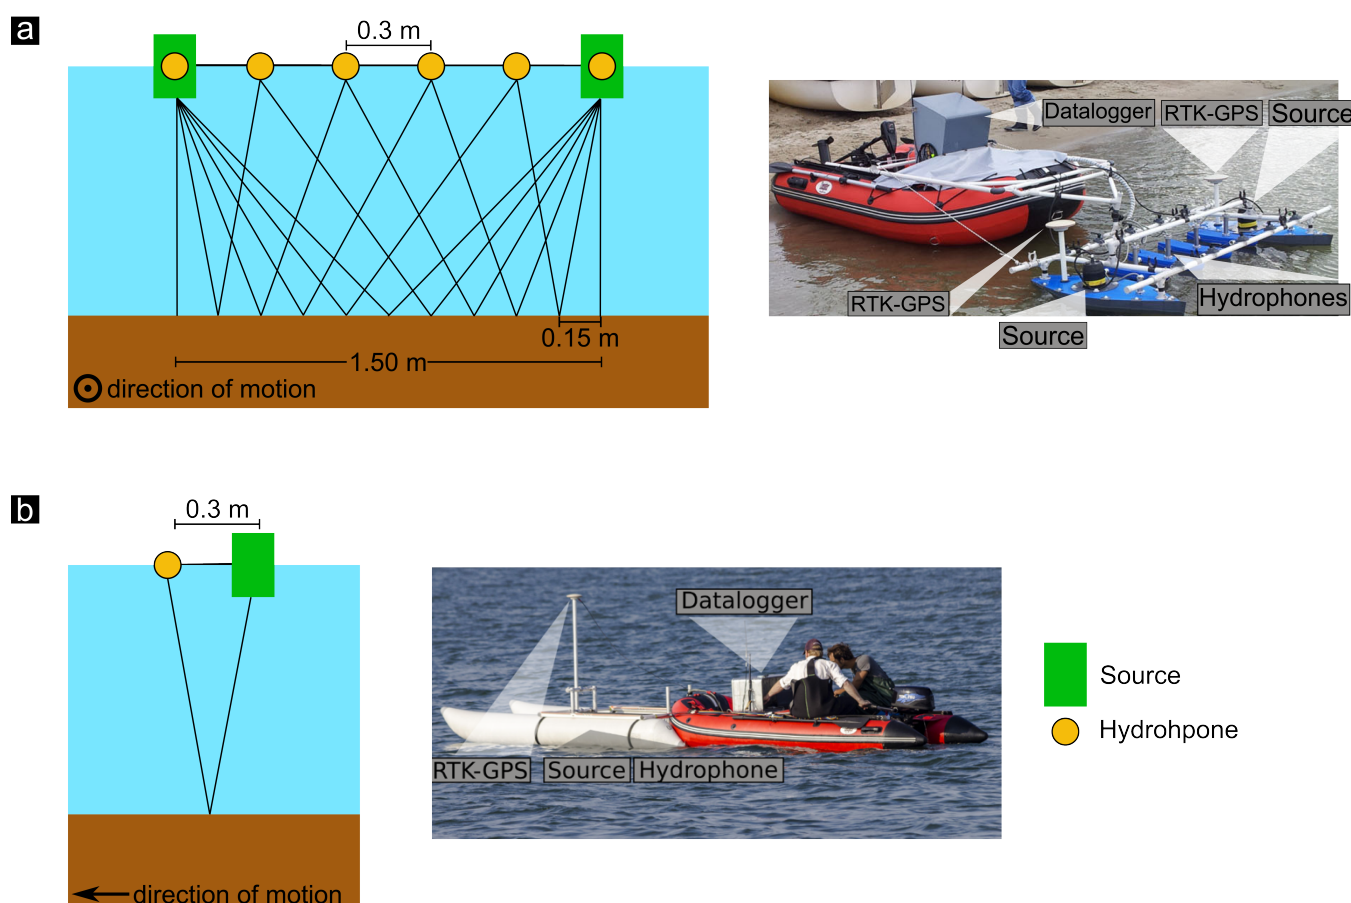 a
0.3 m
0.15 m
1.50 m
direction of motion
Datalogger
RTK-GPS
Source
RTK-GPS
Hydrophones
Source
b
0.3 m
direction of motion
Datalogger
RTK-GPS
Source
Hydrophone
Source
Hydrohpone